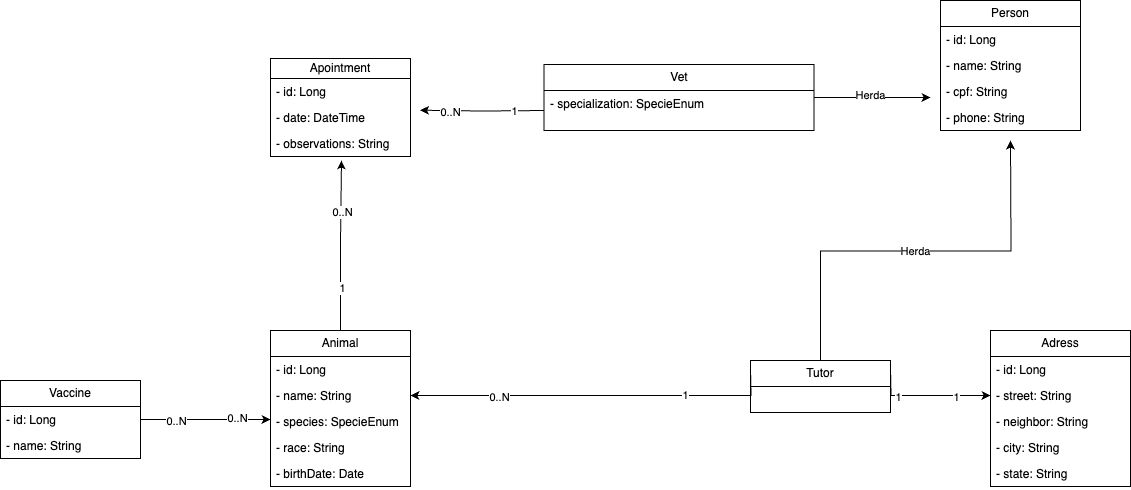 Person
- id: Long
- name: String
- cpf: String
- phone: String
Apointment
- id: Long
- date: DateTime
- observations: String
Vet
- specialization: SpecieEnum
Herda
0..N
1
0..N
1
Herda
Animal
- id: Long
- name: String
- species: SpecieEnum
- race: String
- birthDate: Date
Vaccine
- id: Long
- name: String
0..N
0..N
0..N
1
Tutor
1
1
Adress
- id: Long
- street: String
- neighbor: String
- city: String
- state: String